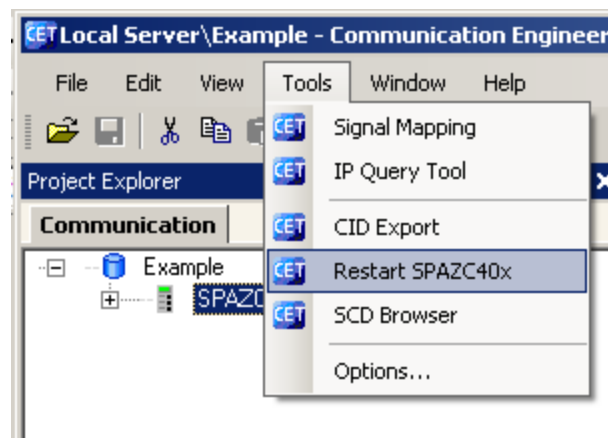 CET Local Server\Example - Communication Engineer
File Edit View Tools Window Help
Project Explorer
Communication
Example
SPAZC
CET Signal Mapping
CET IP Query Tool
CET CID Export
CET Restart SPAZC40x
CET SCD Browser
Options...